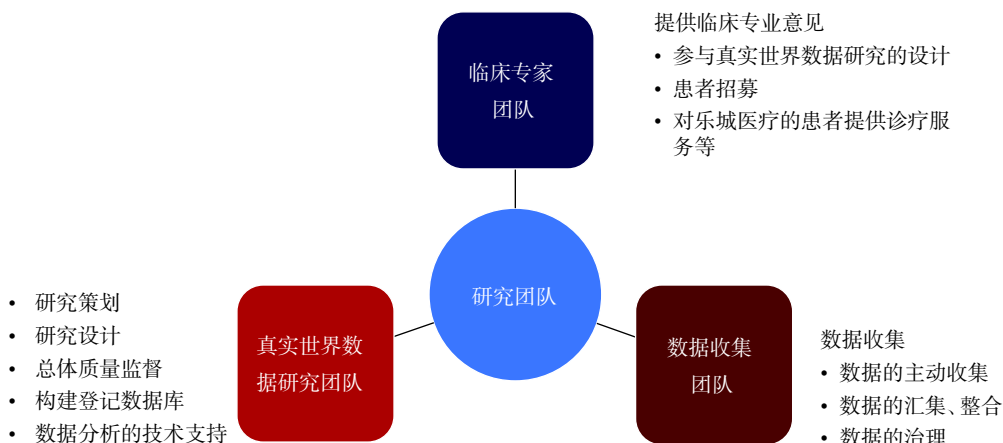 临床专家
团队
提供临床专业意见
• 参与真实世界数据研究的设计
• 患者招募
• 对乐城医疗的患者提供诊疗服
务等
研究团队
• 研究策划
• 研究设计
• 总体质量监督
• 构建登记数据库
• 数据分析的技术支持
真实世界数
据研究团队
数据收集
团队
数据收集
• 数据的主动收集
• 数据的汇集、整合
• 数据的治理